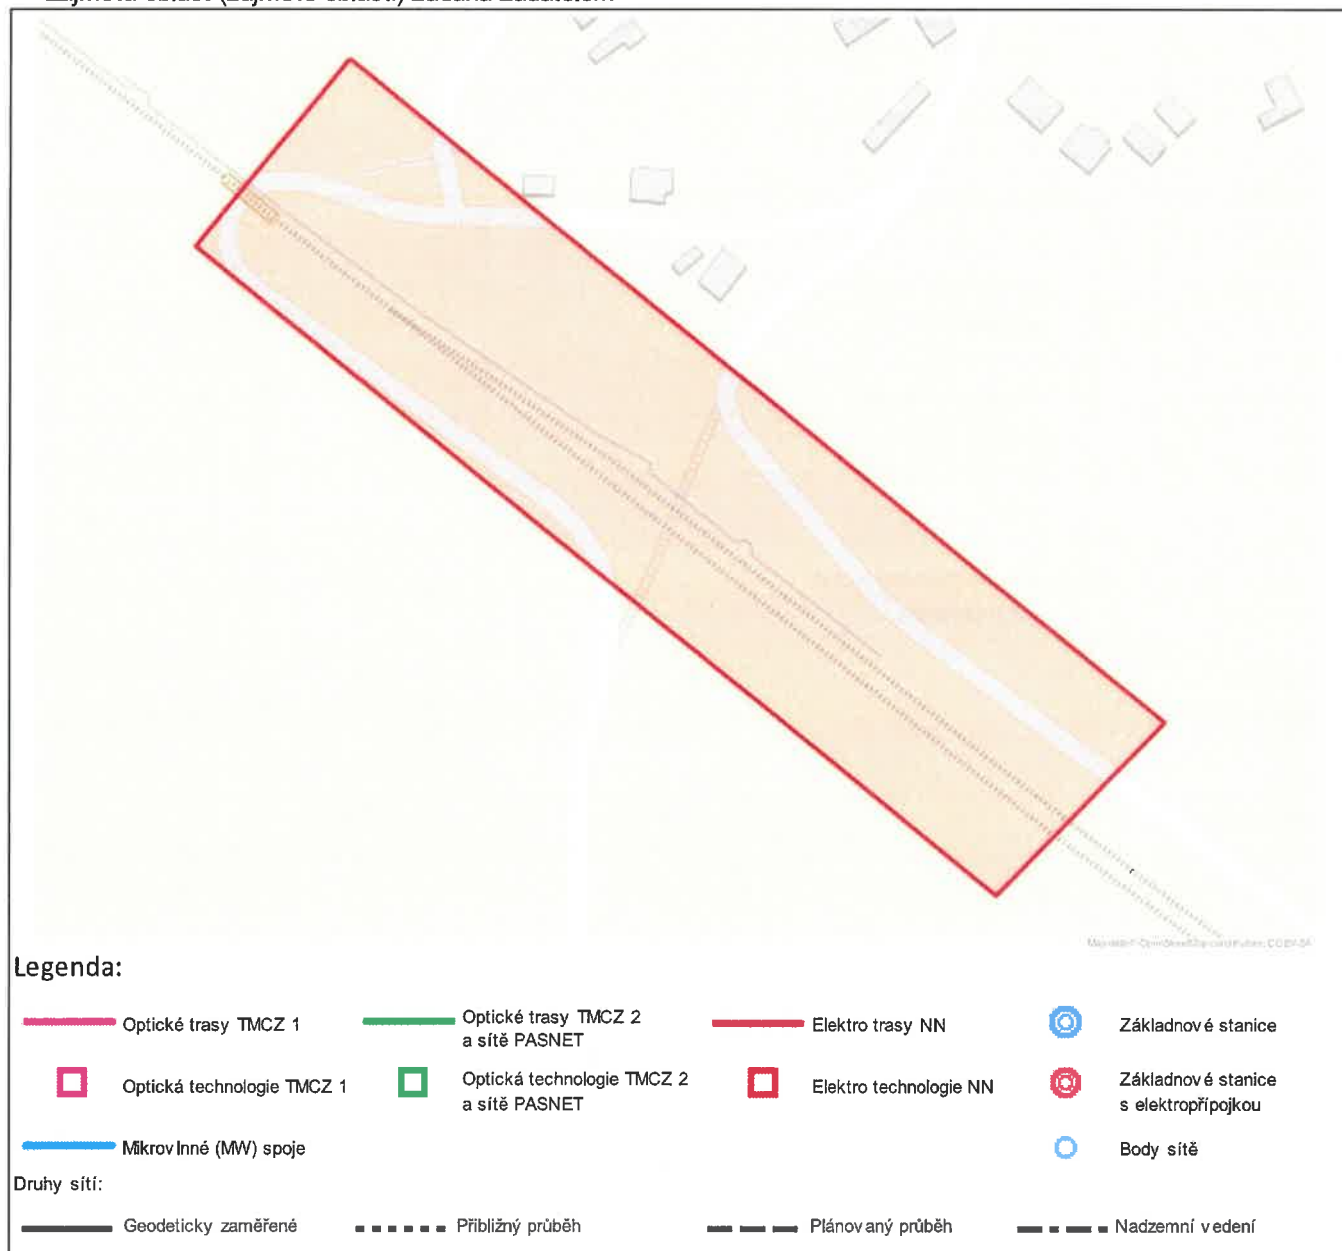 Legenda:
Optické trasy TMCZ 1
Optické trasy TMCZ 2
a sítě PASNET
Elektro trasy NN
Základnové stanice
Optická technologie TMCZ 1
Optická technologie TMCZ 2
a sítě PASNET
Elektro technologie NN
Základnové stanice
s elektropřípojkou
Mikrovlnné (MW) spoje
Body sítě
Druhy sítí:
Geodeticky zaměřené
Přibližný průběh
Plánovaný průběh
Nadzemní vedení